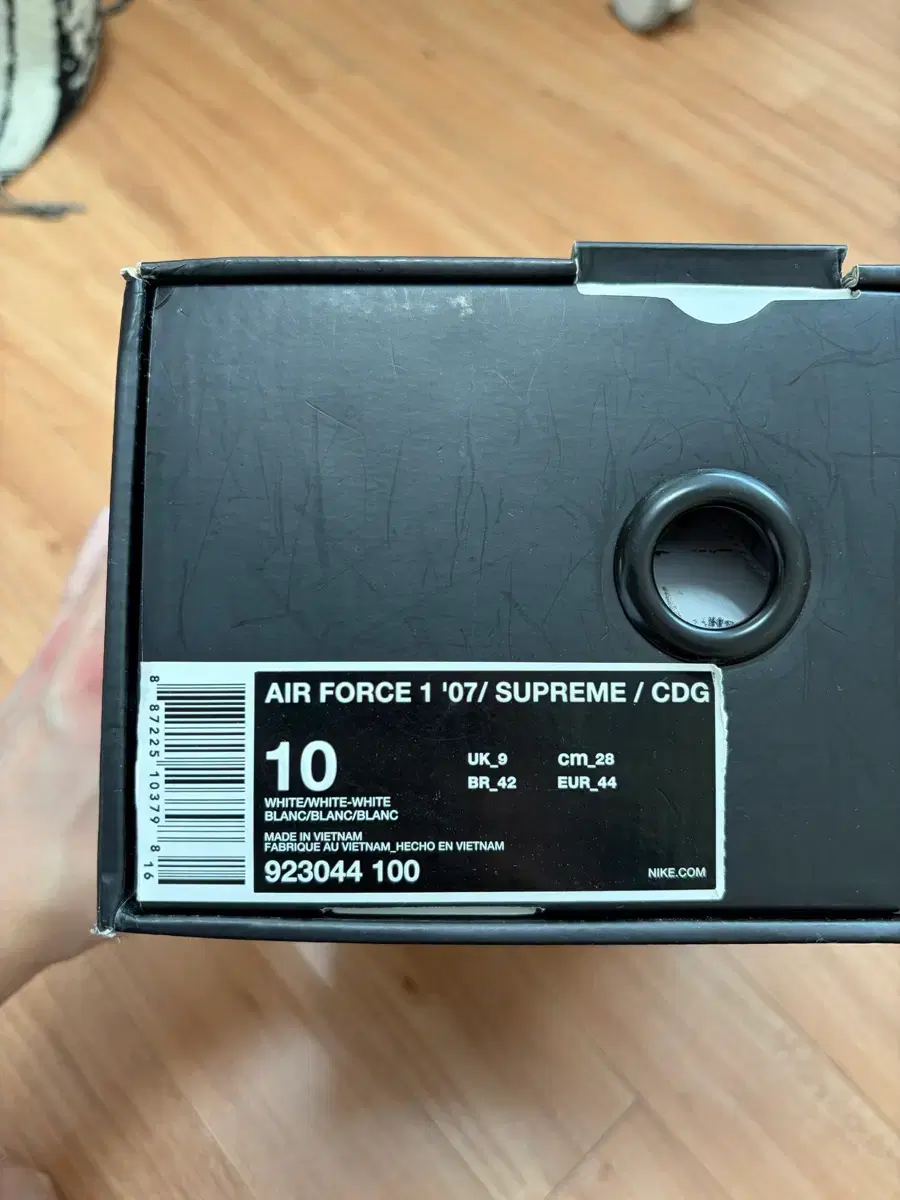 AIR FORCE 1 '07/ SUPREME / CDG
10
UK_9 cm_28
BR_42 EUR_44
WHITE/WHITE-WHITE
BLANC/BLANC/BLANC
MADE IN VIETNAM
FABRIQUE AU VIETNAM_HECHO EN VIETNAM
923044 100
NIKE.COM
8 87225 10379 8 16